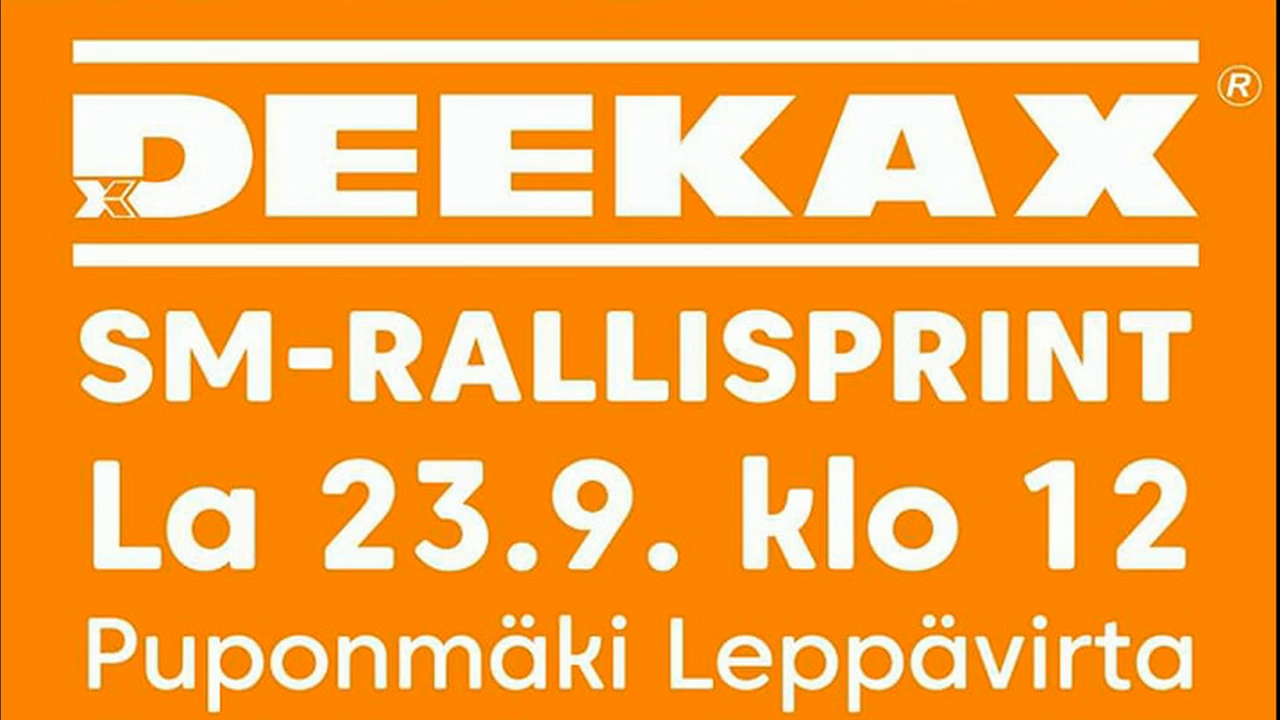 DEEKAX®
SM-RALLISPRINT
La 23.9. klo 12
Puponmäki Leppävirta